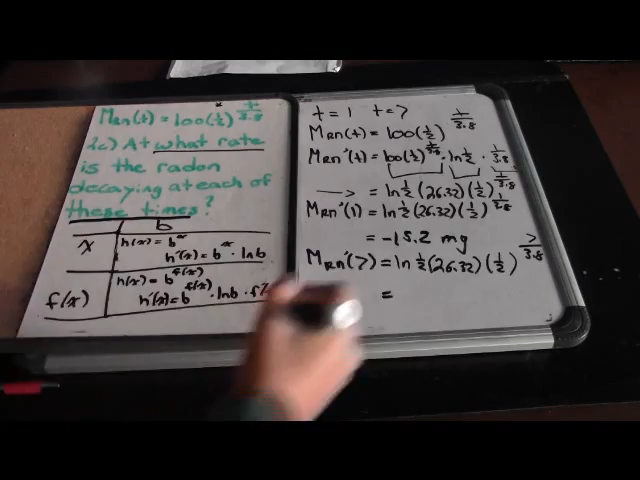 MRn(t) = 100(½)^(t/3.8)
2c) At what rate
is the radon
decaying at each of
these times?
b
x
h(x) = b^x
h'(x) = b^x · lnb
f(x)
h(x) = b^f(x)
h'(x) = b^f(x) · lnb · f'
t = 1 t = 7
MRn(t) = 100(½)^(t/3.8)
MRn'(t) = 100(½)^(t/3.8) · ln½ · 1/3.8
→ = ln½(26.32)(½)^(t/3.8)
MRn'(1) = ln½(26.32)(½)^(1/3.8)
= -15.2 mg
MRn'(7) = ln½(26.32)(½)^(7/3.8)
=